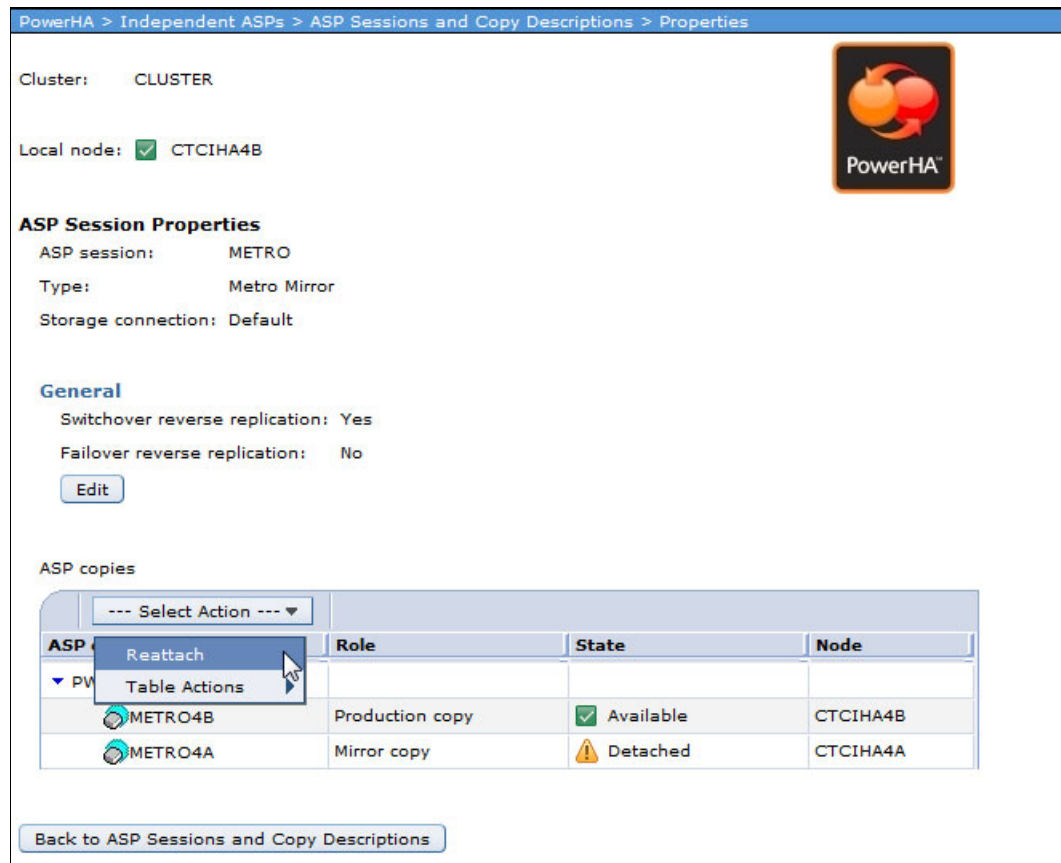 PowerHA > Independent ASPs > ASP Sessions and Copy Descriptions > Properties
Cluster: CLUSTER
Local node: CTCIHA4B
PowerHA™
ASP Session Properties
ASP session: METRO
Type: Metro Mirror
Storage connection: Default
General
Switchover reverse replication: Yes
Failover reverse replication: No
Edit
ASP copies
--- Select Action ---
ASP Role State Node
Reattach
PW
Table Actions
METRO4B Production copy Available CTCIHA4B
METRO4A Mirror copy Detached CTCIHA4A
Back to ASP Sessions and Copy Descriptions